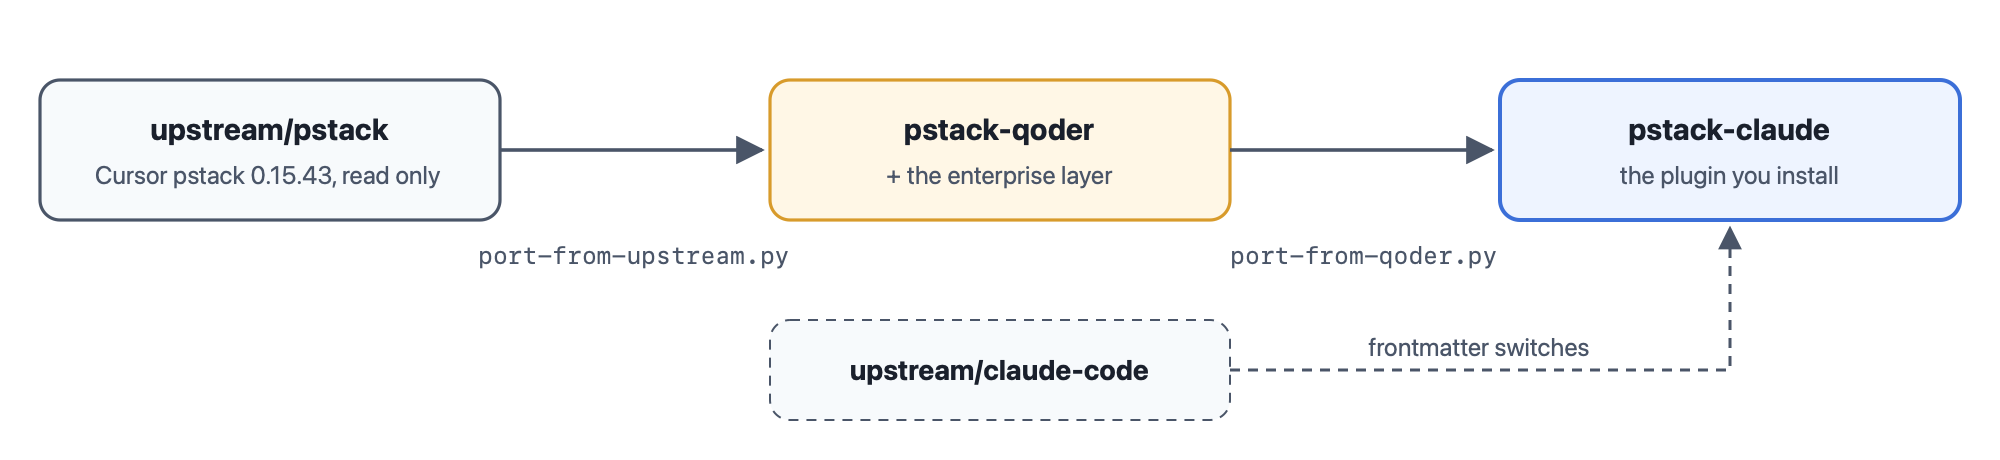 upstream/pstack
Cursor pstack 0.15.43, read only
pstack-qoder
+ the enterprise layer
pstack-claude
the plugin you install
port-from-upstream.py
port-from-qoder.py
frontmatter switches
upstream/claude-code